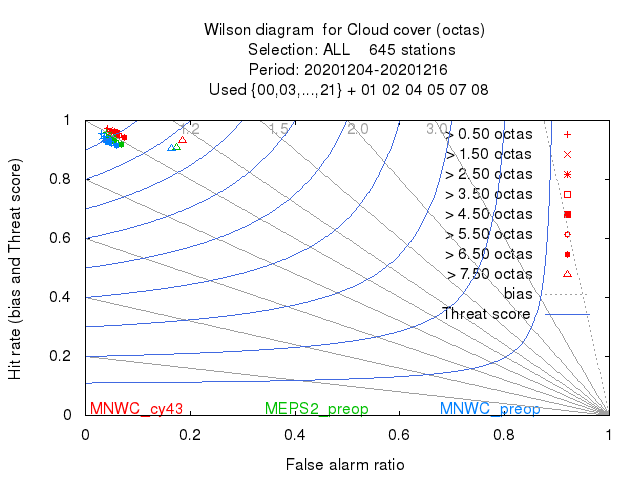 Wilson diagram  for Cloud cover (octas)
Selection: ALL    645 stations
Period: 20201204-20201216
Used {00,03,...,21} + 01 02 04 05 07 08
1
1.2 1.5 2.0 3.0
> 0.50 octas
> 1.50 octas
> 2.50 octas
0.8
> 3.50 octas
> 4.50 octas
> 5.50 octas
0.6
> 6.50 octas
> 7.50 octas
bias
0.4
Threat score
0.2
0
Hit rate (bias and Threat score)
MNWC_cy43 MEPS2_preop MNWC_preop
0 0.2 0.4 0.6 0.8 1
False alarm ratio